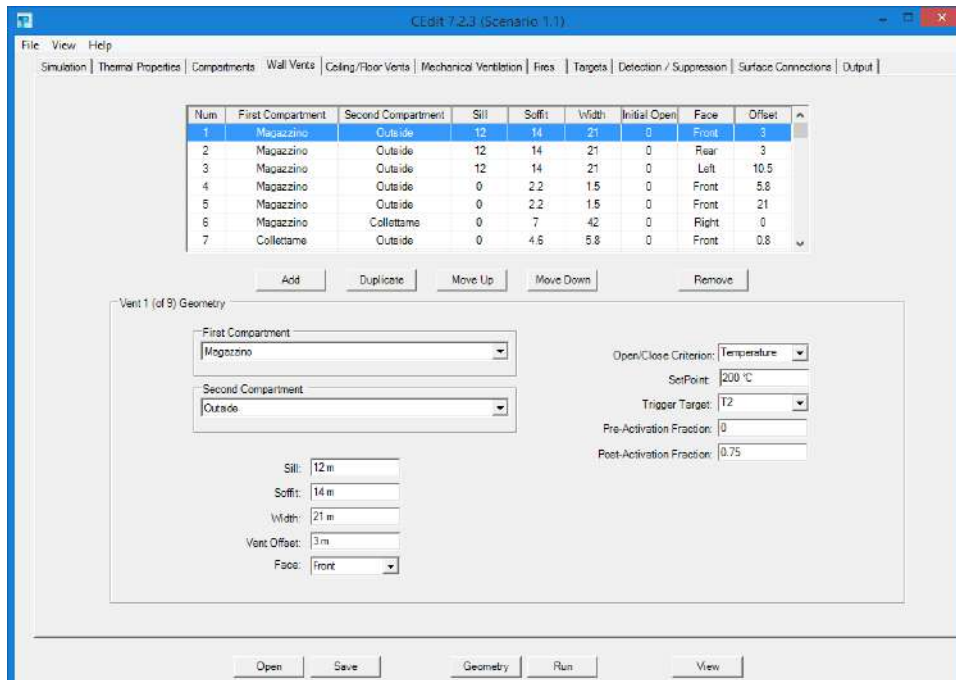 CEdit 7.2.3 (Scenario 1.1)
File View Help
Simulation Thermal Properties Compartments Wall Vents Ceiling/Floor Vents Mechanical Ventilation Fires Targets Detection / Suppression Surface Connections Output
Num First Compartment Second Compartment Sill Soffit Width Initial Open Face Offset
1 Magazzino Outside 12 14 21 0 Front 3
2 Magazzino Outside 12 14 21 0 Rear 3
3 Magazzino Outside 12 14 21 0 Left 10.5
4 Magazzino Outside 0 2.2 1.5 0 Front 5.8
5 Magazzino Outside 0 2.2 1.5 0 Front 21
6 Magazzino Collettame 0 7 42 0 Right 0
7 Collettame Outside 0 4.6 5.8 0 Front 0.8
Add Duplicate Move Up Move Down Remove
Vent 1 (of 9) Geometry
First Compartment
Magazzino
Second Compartment
Outside
Open/Close Criterion: Temperature
SetPoint: 200 °C
Trigger Target: T2
Pre-Activation Fraction: 0
Post-Activation Fraction: 0.75
Sill: 12 m
Soffit: 14 m
Width: 21 m
Vent Offset: 3 m
Face: Front
Open Save Geometry Run View